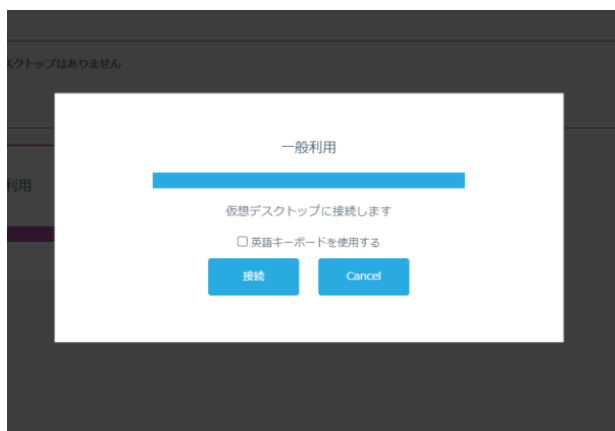 スクトップはありません
一般利用
利用
仮想デスクトップに接続します
英語キーボードを使用する
接続 Cancel